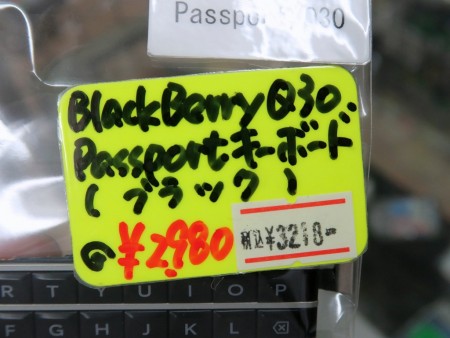 Passport Q30
BlackBerry Q30.
Passportキーボード
(ブラック)
¥2,980
税込¥3218-
R T Y U I O P
F G H J K L